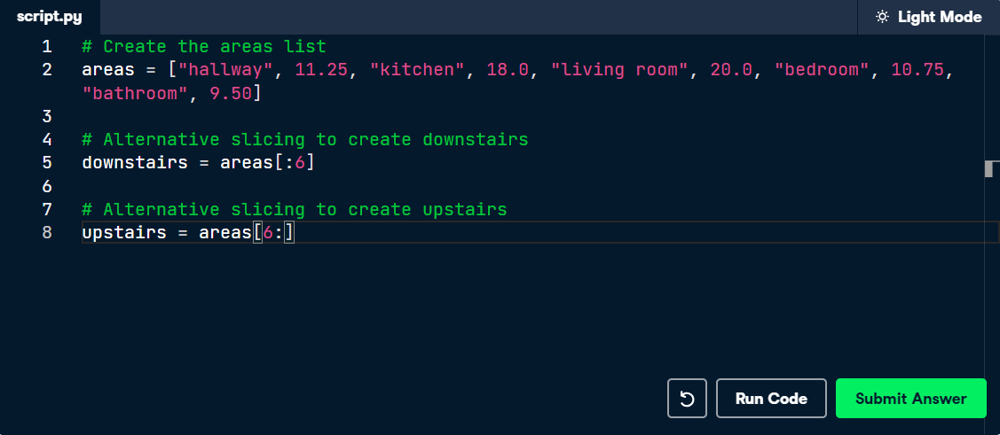 script.py
Light Mode
1 # Create the areas list
2 areas = ["hallway", 11.25, "kitchen", 18.0, "living room", 20.0, "bedroom", 10.75,
"bathroom", 9.50]
3
4 # Alternative slicing to create downstairs
5 downstairs = areas[:6]
6
7 # Alternative slicing to create upstairs
8 upstairs = areas[6:]
Run Code
Submit Answer